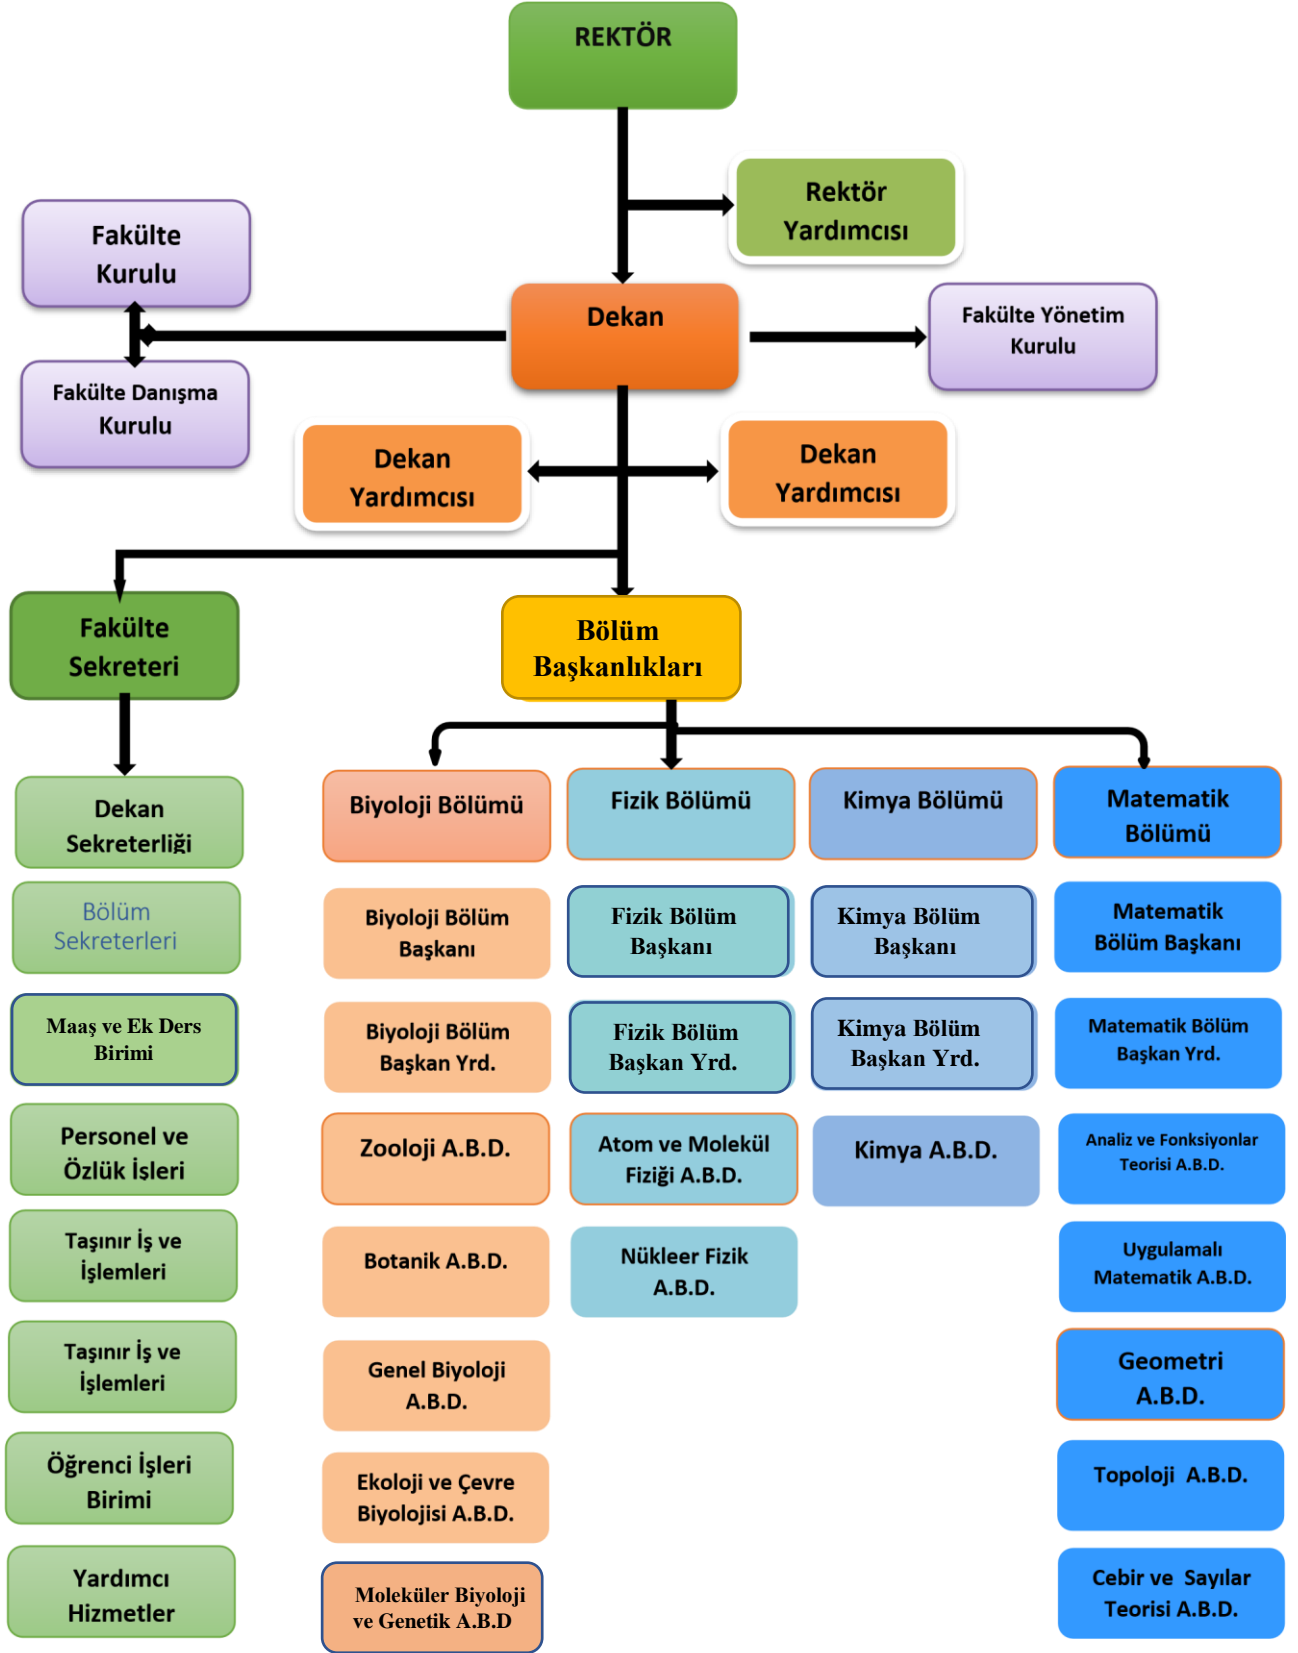 REKTÖR
Rektör
Yardımcısı
Fakülte
Kurulu
Dekan
Fakülte Yönetim
Kurulu
Fakülte Danışma
Kurulu
Dekan
Yardımcısı
Dekan
Yardımcısı
Fakülte
Sekreteri
Bölüm
Başkanlıkları
Dekan
Sekreterliği
Bölüm
Sekreterleri
Maaş ve Ek Ders
Birimi
Personel ve
Özlük İşleri
Taşınır İş ve
İşlemleri
Taşınır İş ve
İşlemleri
Öğrenci İşleri
Birimi
Yardımcı
Hizmetler
Biyoloji Bölümü
Biyoloji Bölüm
Başkanı
Biyoloji Bölüm
Başkan Yrd.
Zooloji A.B.D.
Botanik A.B.D.
Genel Biyoloji
A.B.D.
Ekoloji ve Çevre
Biyolojisi A.B.D.
Moleküler Biyoloji
ve Genetik A.B.D
Fizik Bölümü
Fizik Bölüm
Başkanı
Fizik Bölüm
Başkan Yrd.
Atom ve Molekül
Fiziği A.B.D.
Nükleer Fizik
A.B.D.
Kimya Bölümü
Kimya Bölüm
Başkanı
Kimya Bölüm
Başkan Yrd.
Kimya A.B.D.
Matematik
Bölümü
Matematik
Bölüm Başkanı
Matematik Bölüm
Başkan Yrd.
Analiz ve Fonksiyonlar
Teorisi A.B.D.
Uygulamalı
Matematik A.B.D.
Geometri
A.B.D.
Topoloji A.B.D.
Cebir ve Sayılar
Teorisi A.B.D.